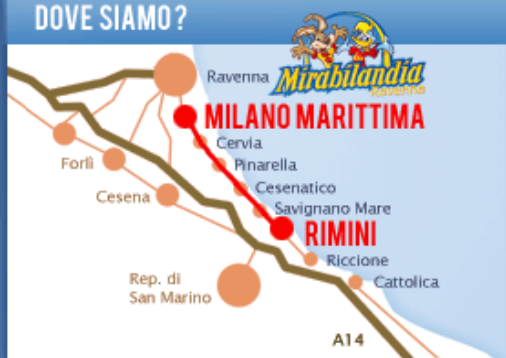 DOVE SIAMO?
Ravenna
Mirabilandia
Ravenna
MILANO MARITTIMA
Cervia
Forlì
Pinarella
Cesena
Cesenatico
Savignano Mare
RIMINI
Riccione
Rep. di
San Marino
Cattolica
A14